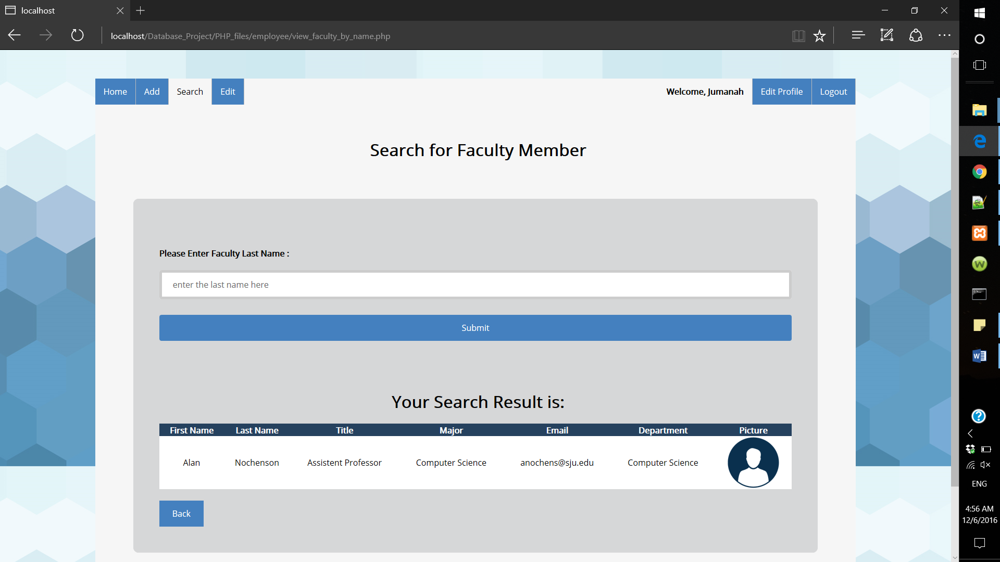 localhost
localhost/Database_Project/PHP_files/employee/view_faculty_by_name.php
Home Add Search Edit Welcome, Jumanah Edit Profile Logout
Search for Faculty Member
Please Enter Faculty Last Name :
enter the last name here
Submit
Your Search Result is:
First Name Last Name Title Major Email Department Picture
Alan Nochenson Assistent Professor Computer Science anochens@sju.edu Computer Science
Back
ENG
4:56 AM
12/6/2016